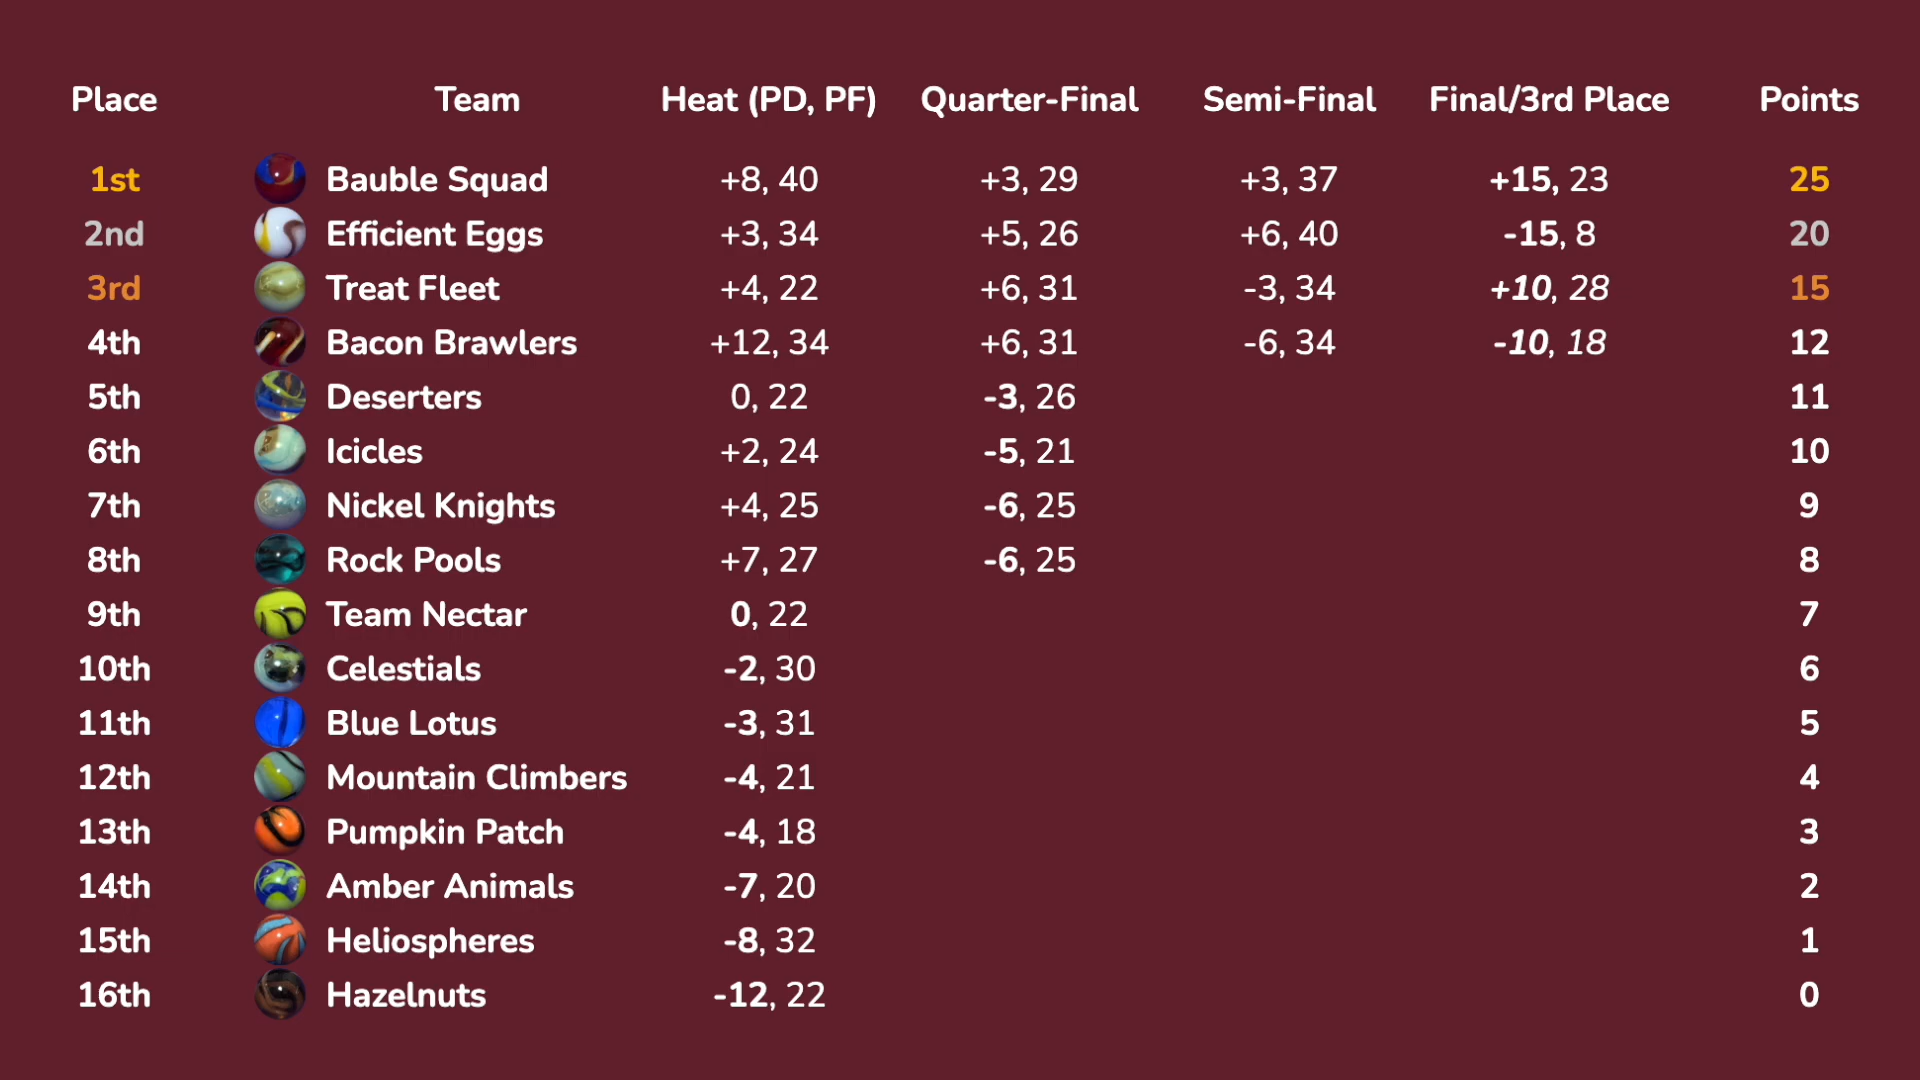 Place Team Heat (PD, PF) Quarter-Final Semi-Final Final/3rd Place Points
1st Bauble Squad +8, 40 +3, 29 +3, 37 +15, 23 25
2nd Efficient Eggs +3, 34 +5, 26 +6, 40 -15, 8 20
3rd Treat Fleet +4, 22 +6, 31 -3, 34 +10, 28 15
4th Bacon Brawlers +12, 34 +6, 31 -6, 34 -10, 18 12
5th Deserters 0, 22 -3, 26 11
6th Icicles +2, 24 -5, 21 10
7th Nickel Knights +4, 25 -6, 25 9
8th Rock Pools +7, 27 -6, 25 8
9th Team Nectar 0, 22 7
10th Celestials -2, 30 6
11th Blue Lotus -3, 31 5
12th Mountain Climbers -4, 21 4
13th Pumpkin Patch -4, 18 3
14th Amber Animals -7, 20 2
15th Heliospheres -8, 32 1
16th Hazelnuts -12, 22 0